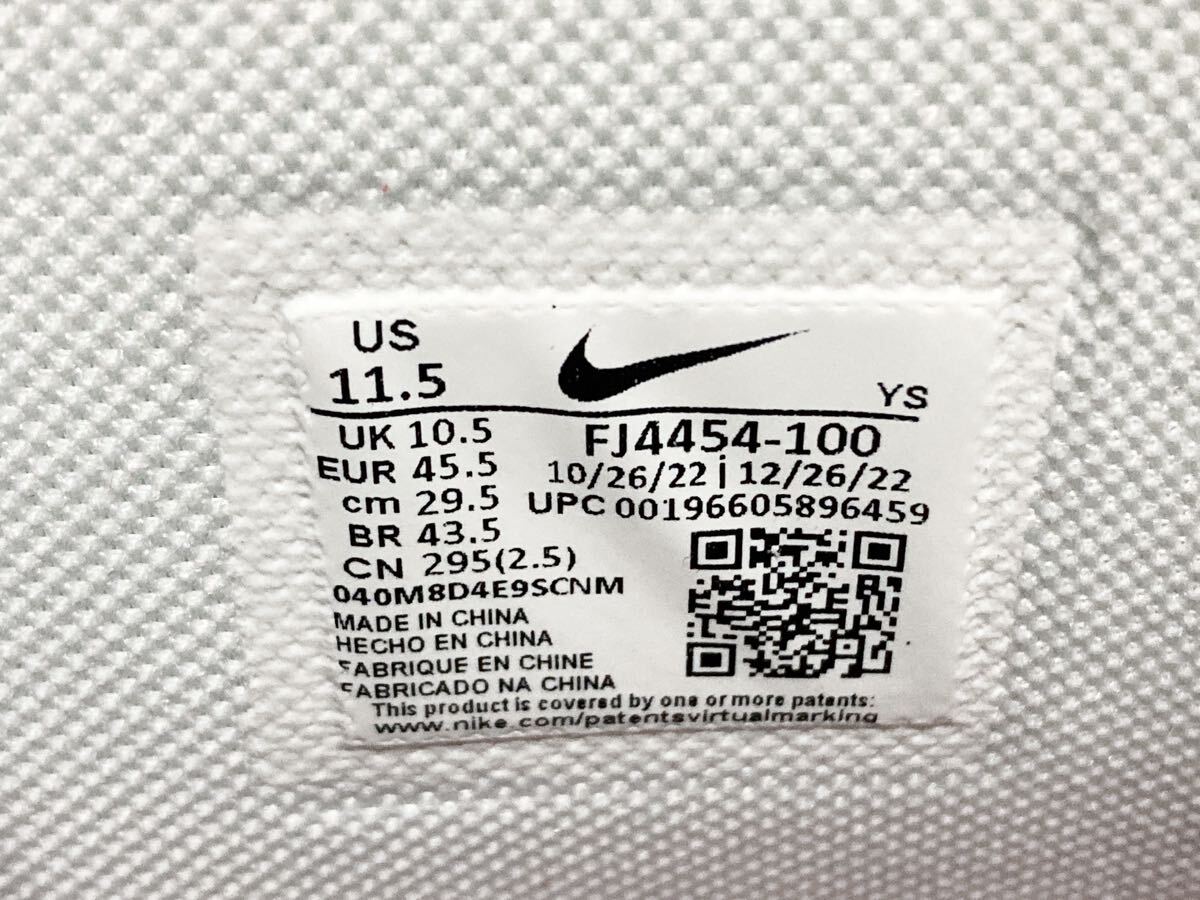 US
11.5
YS
UK 10.5
EUR 45.5
cm 29.5
BR 43.5
CN 295(2.5)
FJ4454-100
10/26/22 | 12/26/22
UPC 00196605896459
040M8D4E9SCNM
MADE IN CHINA
HECHO EN CHINA
FABRIQUE EN CHINE
FABRICADO NA CHINA
This product is covered by one or more patents:
www.nike.com/patentsvirtualmarking